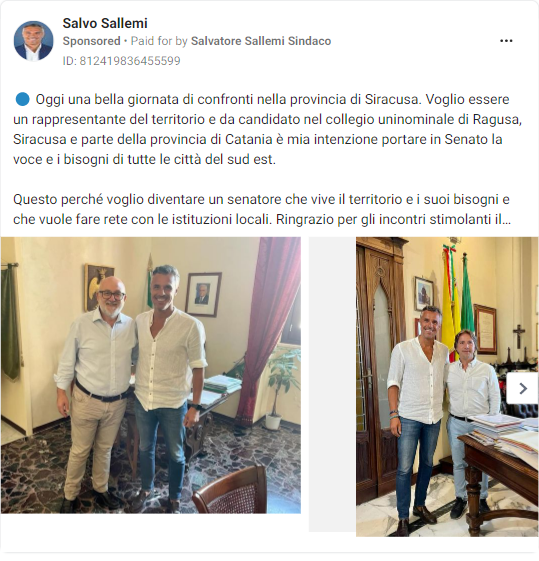 Salvo Sallemi
Sponsored • Paid for by Salvatore Sallemi Sindaco
ID: 812419836455599
🔵 Oggi una bella giornata di confronti nella provincia di Siracusa. Voglio essere
un rappresentante del territorio e da candidato nel collegio uninominale di Ragusa,
Siracusa e parte della provincia di Catania è mia intenzione portare in Senato la
voce e i bisogni di tutte le città del sud est.
Questo perché voglio diventare un senatore che vive il territorio e i suoi bisogni e
che vuole fare rete con le istituzioni locali. Ringrazio per gli incontri stimolanti il...